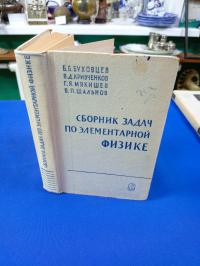 Б.Б.БУХОВЦЕВ
В.Д.КРИВЧЕНКОВ
Г.Я.МЯКИШЕВ
В.П.ШАЛЬНОВ
СБОРНИК ЗАДАЧ
ПО ЭЛЕМЕНТАРНОЙ
ФИЗИКЕ
СБОРНИК ЗАДАЧ ПО ЭЛЕМЕНТАРНОЙ ФИЗИКЕ